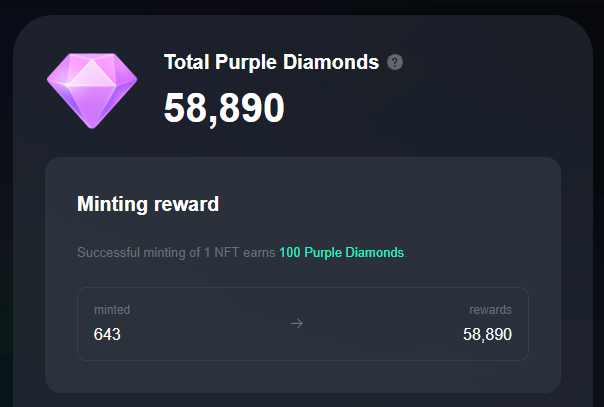 Total Purple Diamonds ?
58,890
Minting reward
Successful minting of 1 NFT earns 100 Purple Diamonds.
minted
643
→
rewards
58,890